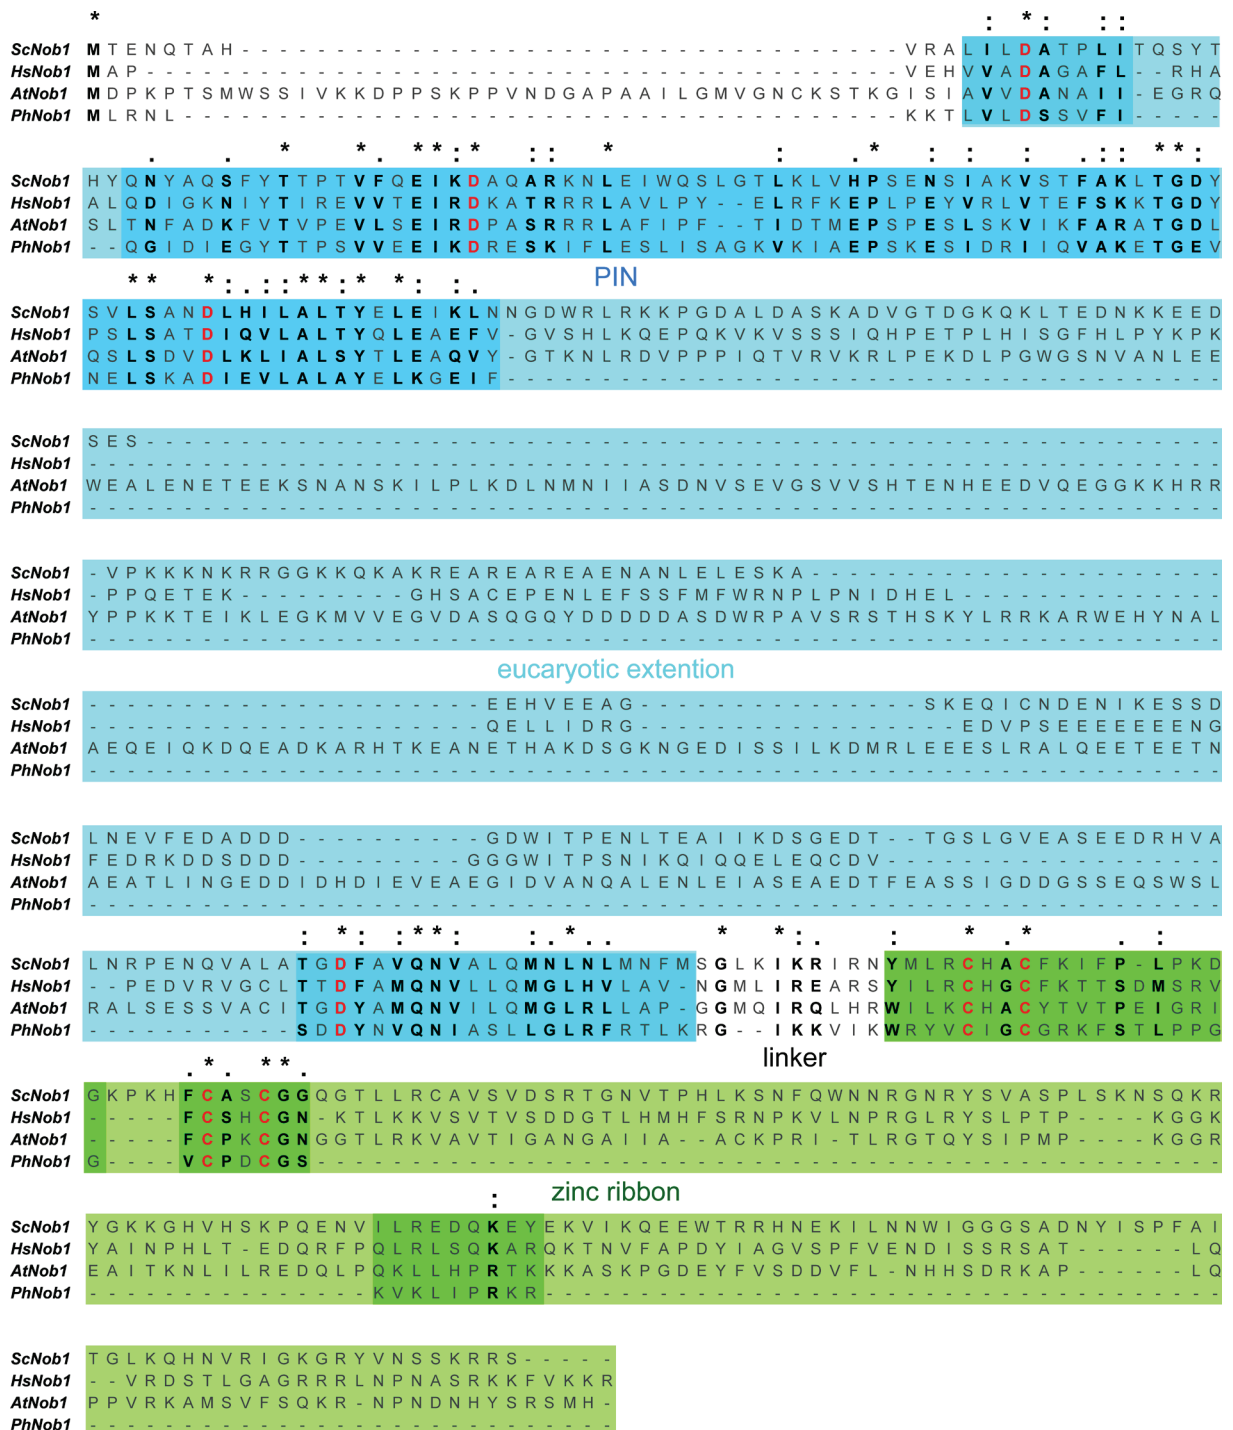 * : * : : :
ScNob1 M T E N Q T A H - - - - - - - - - - - - - - - - - - - - - - - - - - - - - - - - - - - V R A L I L D A T P L I T Q S Y T
HsNob1 M A P - - - - - - - - - - - - - - - - - - - - - - - - - - - - - - - - - - - - - - - - V E H V V A D A G A F L - - R H A
AtNob1 M D P K P T S M W S S I V K K D P P S K P P V N D G A P A A I L G M V G N C K S T K G I S I A V V D A N A I I - E G R Q
PhNob1 M L R N L - - - - - - - - - - - - - - - - - - - - - - - - - - - - - - - - - - - - - - K K T L V L D S S V F I - - - - -
. . * * . * * : * : : * : . * : : : . : : * * :
ScNob1 H Y Q N Y A Q S F Y T T P T V F Q E I K D A Q A R K N L E I W Q S L G T L K L V H P S E N S I A K V S T F A K L T G D Y
HsNob1 A L Q D I G K N I Y T I R E V V T E I R D K A T R R R L A V L P Y - - E L R F K E P L P E Y V R L V T E F S K K T G D Y
AtNob1 S L T N F A D K F V T V P E V L S E I R D P A S R R R L A F I P F - - T I D T M E P S P E S L S K V I K F A R A T G D L
PhNob1 - - Q G I D I E G Y T T P S V V E E I K D R E S K I F L E S L I S A G K V K I A E P S K E S I D R I I Q V A K E T G E V
PIN
* * * : . : : * * : * * : : .
ScNob1 S V L S A N D L H I L A L T Y E L E I K L N N G D W R L R K K P G D A L D A S K A D V G T D G K Q K L T E D N K K E E D
HsNob1 P S L S A T D I Q V L A L T Y Q L E A E F V - G V S H L K Q E P Q K V K V S S S I Q H P E T P L H I S G F H L P Y K P K
AtNob1 Q S L S D V D L K L I A L S Y T L E A Q V Y - G T K N L R D V P P P I Q T V R V K R L P E K D L P G W G S N V A N L E E
PhNob1 N E L S K A D I E V L A L A Y E L K G E I F - - - - - - - - - - - - - - - - - - - - - - - - - - - - - - - - - - - - - -
ScNob1 S E S - - - - - - - - - - - - - - - - - - - - - - - - - - - - - - - - - - - - - - - - - - - - - - - - - - - - - - - - -
HsNob1 - - - - - - - - - - - - - - - - - - - - - - - - - - - - - - - - - - - - - - - - - - - - - - - - - - - - - - - - - - - -
AtNob1 W E A L E N E T E E K S N A N S K I L P L K D L N M N I I A S D N V S E V G S V V S H T E N H E E D V Q E G G K K H R R
PhNob1 - - - - - - - - - - - - - - - - - - - - - - - - - - - - - - - - - - - - - - - - - - - - - - - - - - - - - - - - - - - -
ScNob1 - V P K K K N K R R G G K K Q K A K R E A R E A R E A E N A N L E L E S K A - - - - - - - - - - - - - - - - - - - - - -
HsNob1 - P P Q E T E K - - - - - - - - - G H S A C E P E N L E F S S F M F W R N P L P N I D H E L - - - - - - - - - - - - - -
AtNob1 Y P P K K T E I K L E G K M V V E G V D A S Q G Q Y D D D D D A S D W R P A V S R S T H S K Y L R R K A R W E H Y N A L
PhNob1 - - - - - - - - - - - - - - - - - - - - - - - - - - - - - - - - - - - - - - - - - - - - - - - - - - - - - - - - - - - -
eucaryotic extention
ScNob1 - - - - - - - - - - - - - - - - - - - - - E E H V E E A G - - - - - - - - - - - - - - - S K E Q I C N D E N I K E S S D
HsNob1 - - - - - - - - - - - - - - - - - - - - - Q E L L I D R G - - - - - - - - - - - - - - - - - E D V P S E E E E E E E N G
AtNob1 A E Q E I Q K D Q E A D K A R H T K E A N E T H A K D S G K N G E D I S S I L K D M R L E E E S L R A L Q E E T E E T N
PhNob1 - - - - - - - - - - - - - - - - - - - - - - - - - - - - - - - - - - - - - - - - - - - - - - - - - - - - - - - - - - - -
ScNob1 L N E V F E D A D D D - - - - - - - - - - G D W I T P E N L T E A I I K D S G E D T - - T G S L G V E A S E E D R H V A
HsNob1 F E D R K D D S D D D - - - - - - - - - G G G W I T P S N I K Q I Q Q E L E Q C D V - - - - - - - - - - - - - - - - - -
AtNob1 A E A T L I N G E D D I D H D I E V E A E G I D V A N Q A L E N L E I A S E A E D T F E A S S I G D D G S S E Q S W S L
PhNob1 - - - - - - - - - - - - - - - - - - - - - - - - - - - - - - - - - - - - - - - - - - - - - - - - - - - - - - - - - - - -
: * : : * * : : . * . . * * : . : * . * . :
ScNob1 L N R P E N Q V A L A T G D F A V Q N V A L Q M N L N L M N F M S G L K I K R I R N Y M L R C H A C F K I F P - L P K D
HsNob1 - - P E D V R V G C L T T D F A M Q N V L L Q M G L H V L A V - N G M L I R E A R S Y I L R C H G C F K T T S D M S R V
AtNob1 R A L S E S S V A C I T G D Y A M Q N V I L Q M G L R L L A P - G G M Q I R Q L H R W I L K C H A C Y T V T P E I G R I
PhNob1 - - - - - - - - - - - S D D Y N V Q N I A S L L G L R F R T L K R G - - I K K V I K W R Y V C I G C G R K F S T L P P G
linker
. * . * * .
ScNob1 G K P K H F C A S C G G Q G T L L R C A V S V D S R T G N V T P H L K S N F Q W N N R G N R Y S V A S P L S K N S Q K R
HsNob1 - - - - - F C S H C G N - K T L K K V S V T V S D D G T L H M H F S R N P K V L N P R G L R Y S L P T P - - - - K G G K
AtNob1 - - - - - F C P K C G N G G T L R K V A V T I G A N G A I I A - - A C K P R I - T L R G T Q Y S I P M P - - - - K G G R
PhNob1 G - - - - V C P D C G S - - - - - - - - - - - - - - - - - - - - - - - - - - - - - - - - - - - - - - - - - - - - - - - -
zinc ribbon
:
ScNob1 Y G K K G H V H S K P Q E N V I L R E D Q K E Y E K V I K Q E E W T R R H N E K I L N N W I G G G S A D N Y I S P F A I
HsNob1 Y A I N P H L T - E D Q R F P Q L R L S Q K A R Q K T N V F A P D Y I A G V S P F V E N D I S S R S A T - - - - - - L Q
AtNob1 E A I T K N L I L R E D Q L P Q K L L H P R T K K K A S K P G D E Y F V S D D V F L - N H H S D R K A P - - - - - - L Q
PhNob1 - - - - - - - - - - - - - - - K V K L I P R K R - - - - - - - - - - - - - - - - - - - - - - - - - - - - - - - - - - - -
ScNob1 T G L K Q H N V R I G K G R Y V N S S K R R S - - - - -
HsNob1 - - V R D S T L G A G R R R L N P N A S R K K F V K K R
AtNob1 P P V R K A M S V F S Q K R - N P N D N H Y S R S M H -
PhNob1 - - - - - - - - - - - - - - - - - - - - - - - - - - - -